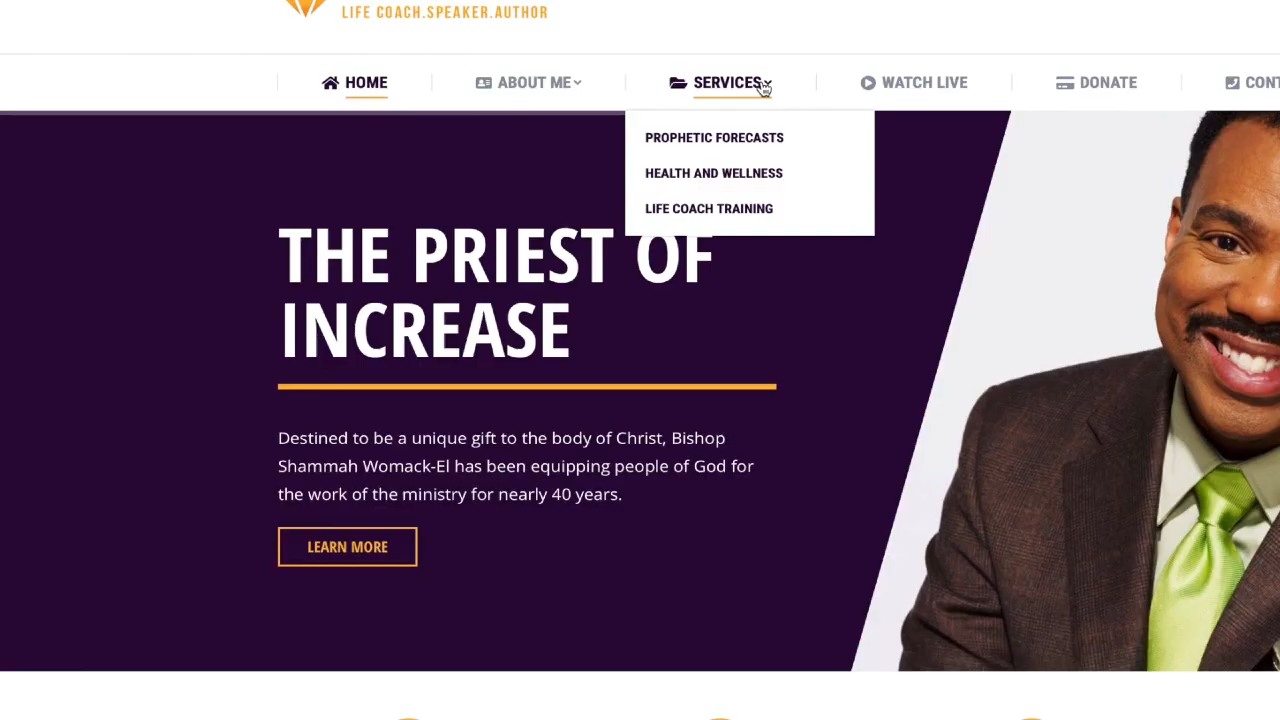 LIFE COACH.SPEAKER.AUTHOR
HOME
ABOUT ME
SERVICES
WATCH LIVE
DONATE
CONT
PROPHETIC FORECASTS
HEALTH AND WELLNESS
LIFE COACH TRAINING
THE PRIEST OF
INCREASE
Destined to be a unique gift to the body of Christ, Bishop
Shammah Womack-El has been equipping people of God for
the work of the ministry for nearly 40 years.
LEARN MORE